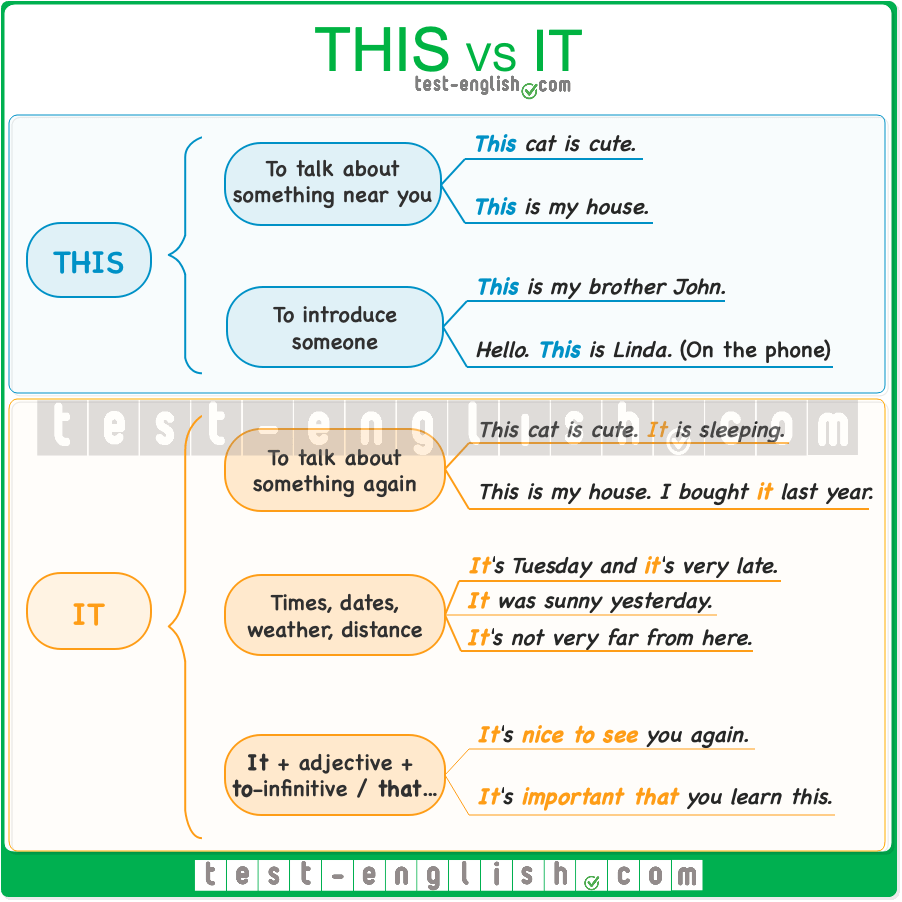 THIS vs IT
test-english.com
THIS
To talk about
something near you
This cat is cute.
This is my house.
To introduce
someone
This is my brother John.
Hello. This is Linda. (On the phone)
test-english.com
IT
To talk about
something again
This cat is cute. It is sleeping.
This is my house. I bought it last year.
Times, dates,
weather, distance
It's Tuesday and it's very late.
It was sunny yesterday.
It's not very far from here.
It + adjective +
to-infinitive / that...
It's nice to see you again.
It's important that you learn this.
test-english.com